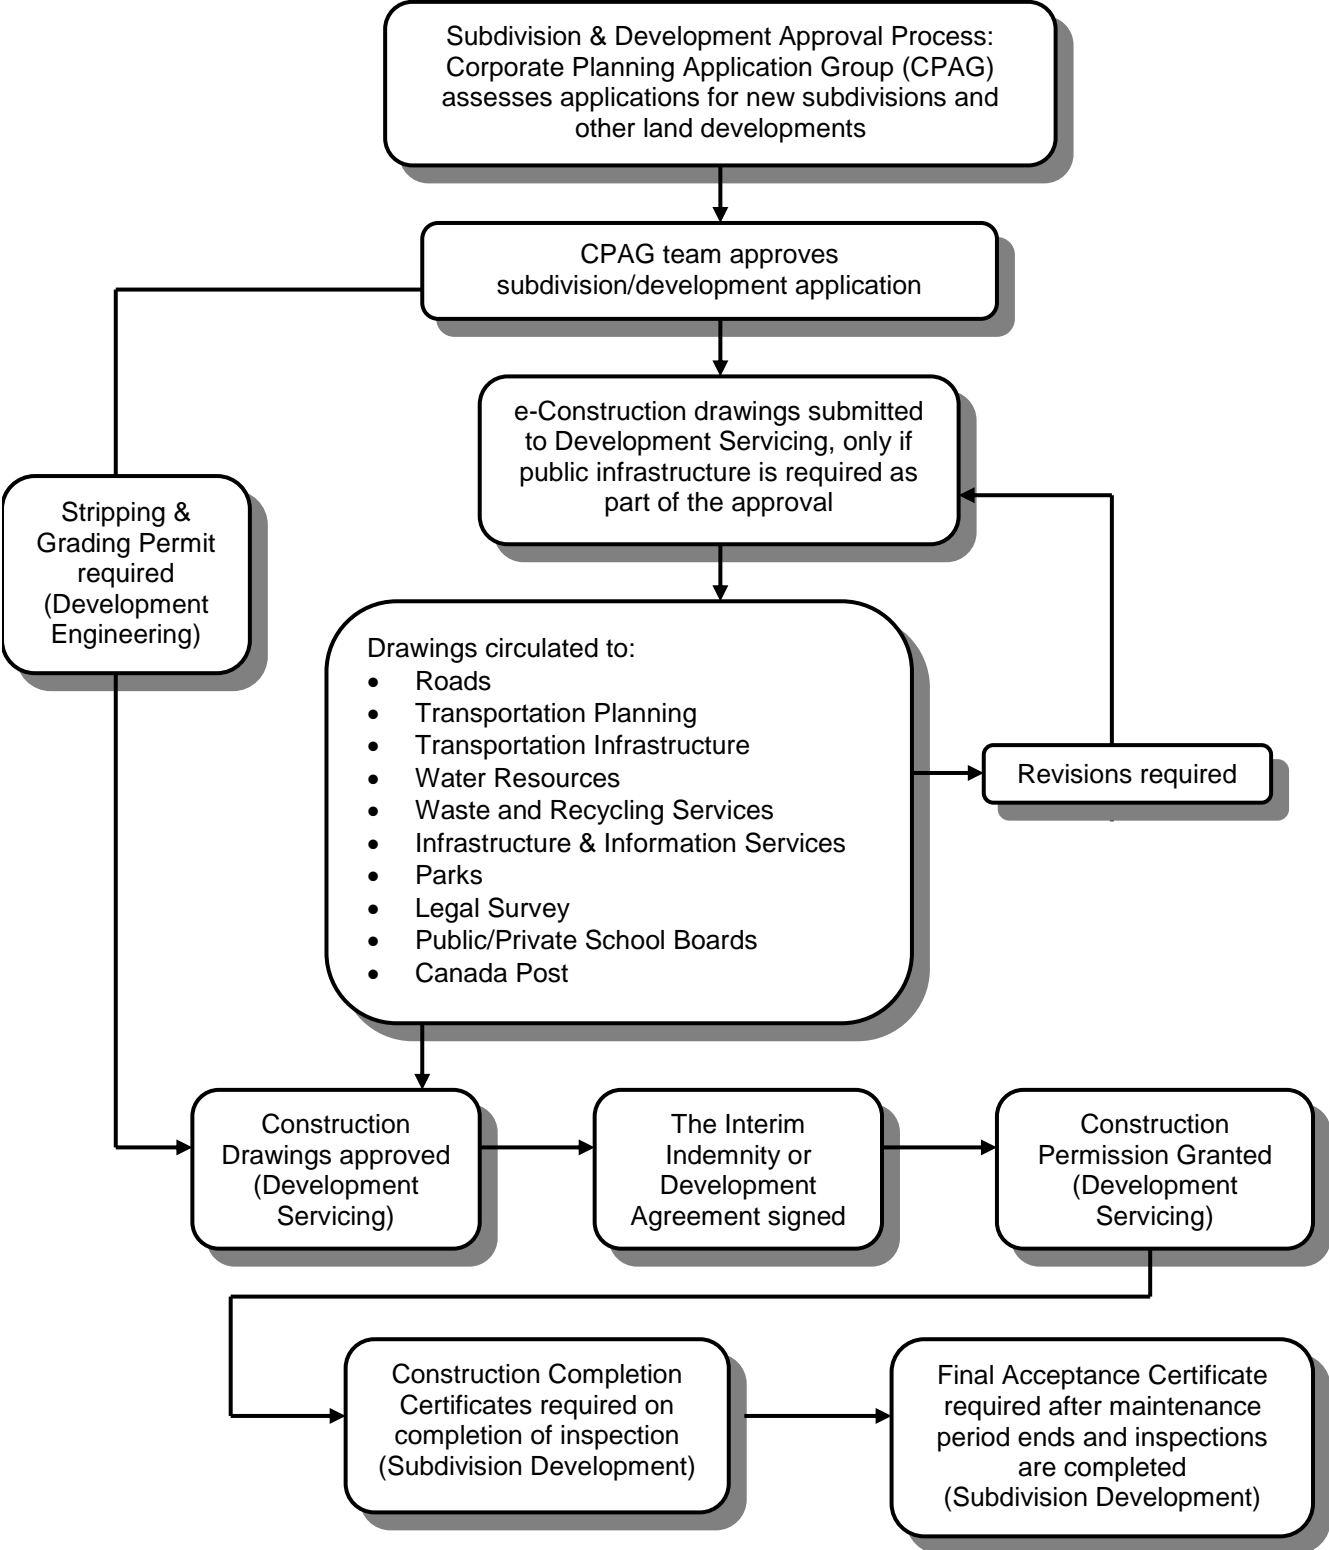 Subdivision & Development Approval Process:
Corporate Planning Application Group (CPAG)
assesses applications for new subdivisions and
other land developments
CPAG team approves
subdivision/development application
e-Construction drawings submitted
to Development Servicing, only if
public infrastructure is required as
part of the approval
Stripping &
Grading Permit
required
(Development
Engineering)
Drawings circulated to:
• Roads
• Transportation Planning
• Transportation Infrastructure
• Water Resources
• Waste and Recycling Services
• Infrastructure & Information Services
• Parks
• Legal Survey
• Public/Private School Boards
• Canada Post
Revisions required
Construction
Drawings approved
(Development
Servicing)
The Interim
Indemnity or
Development
Agreement signed
Construction
Permission Granted
(Development
Servicing)
Construction Completion
Certificates required on
completion of inspection
(Subdivision Development)
Final Acceptance Certificate
required after maintenance
period ends and inspections
are completed
(Subdivision Development)